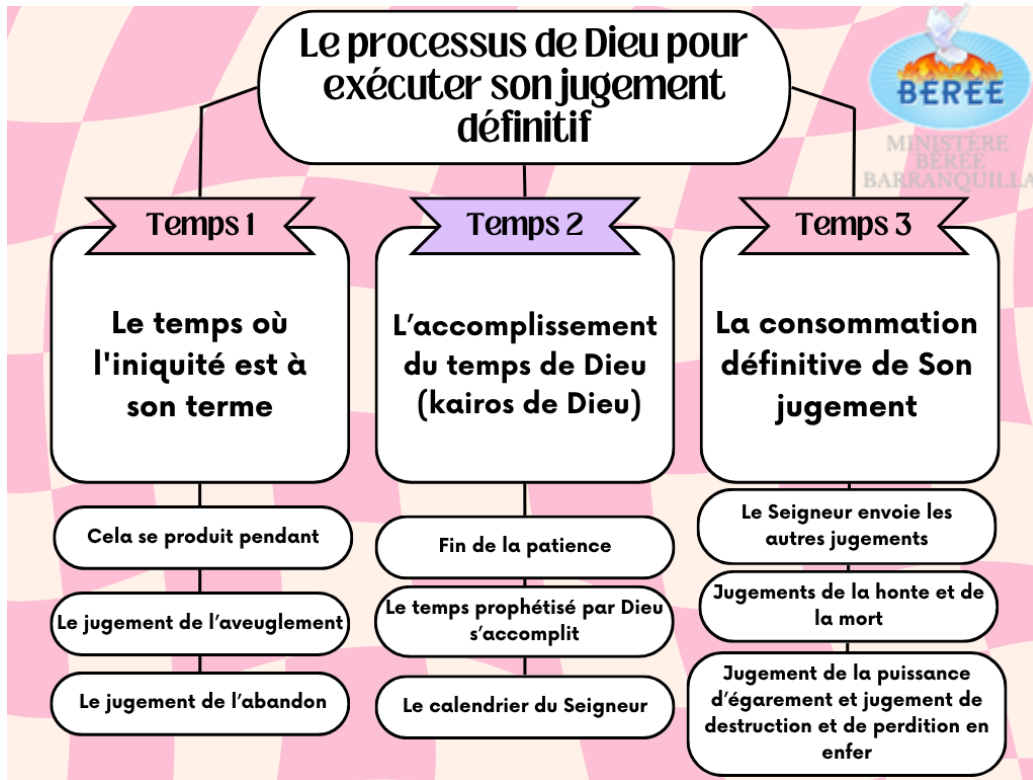 Le processus de Dieu pour
exécuter son jugement
définitif
BÉRÉE
MINISTÈRE
BÉRÉE
BARRANQUILLA
Temps 1
Le temps où
l'iniquité est à
son terme
Cela se produit pendant
Le jugement de l’aveuglement
Le jugement de l’abandon
Temps 2
L’accomplissement
du temps de Dieu
(kairos de Dieu)
Fin de la patience
Le temps prophétisé par Dieu
s’accomplit
Le calendrier du Seigneur
Temps 3
La consommation
définitive de Son
jugement
Le Seigneur envoie les
autres jugements
Jugements de la honte et de
la mort
Jugement de la puissance
d’égarement et jugement de
destruction et de perdition en
enfer